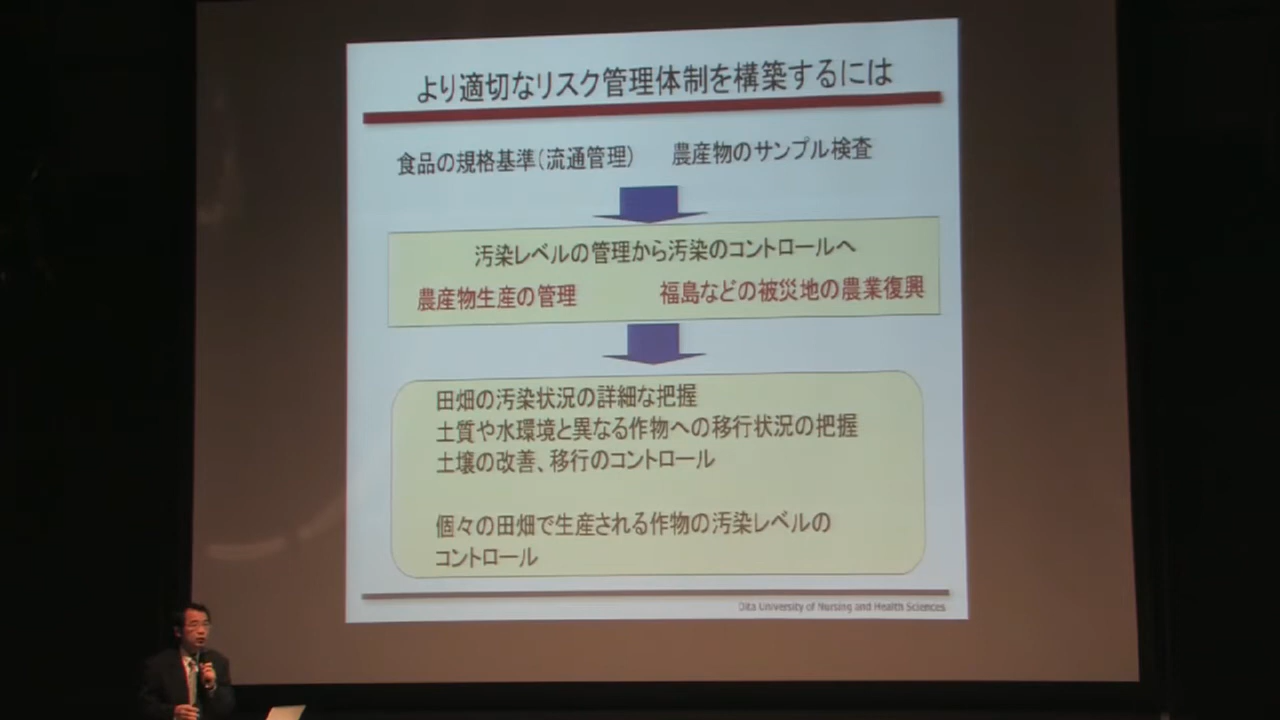 より適切なリスク管理体制を構築するには
食品の規格基準（流通管理）　農産物のサンプル検査
汚染レベルの管理から汚染のコントロールへ
農産物生産の管理　福島などの被災地の農業復興
田畑の汚染状況の詳細な把握
土質や水環境と異なる作物への移行状況の把握
土壌の改善、移行のコントロール
個々の田畑で生産される作物の汚染レベルの
コントロール
Oita University of Nursing and Health Sciences